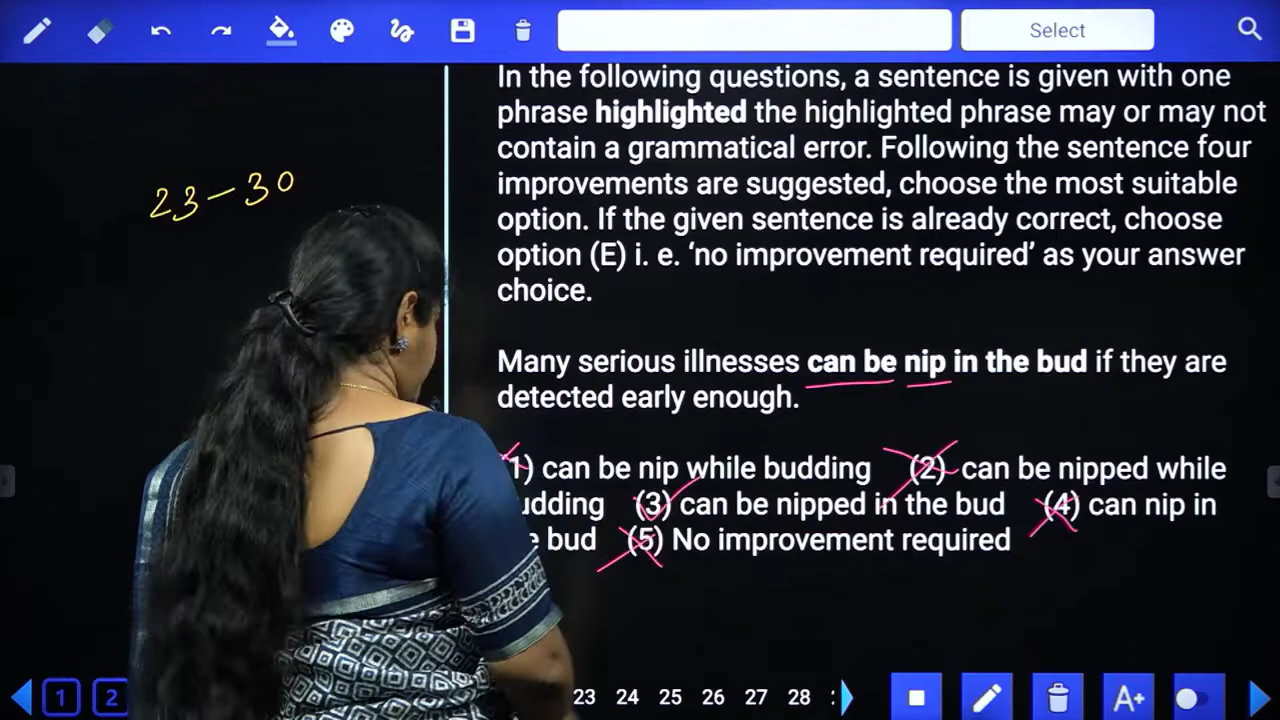 Select
In the following questions, a sentence is given with one
phrase highlighted the highlighted phrase may or may not
contain a grammatical error. Following the sentence four
improvements are suggested, choose the most suitable
option. If the given sentence is already correct, choose
option (E) i. e. ‘no improvement required’ as your answer
choice.
23-30
Many serious illnesses can be nip in the bud if they are
detected early enough.
1) can be nip while budding (2) can be nipped while
udding (3) can be nipped in the bud (4) can nip in
e bud (5) No improvement required
1 2 23 24 25 26 27 28 A+